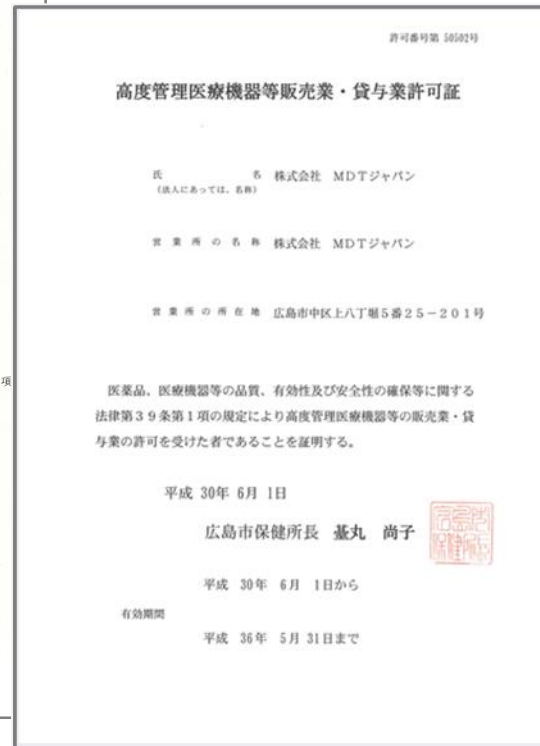 許可番号第 50502号
高度管理医療機器等販売業・貸与業許可証
氏 名 株式会社 MDTジャパン
(法人にあっては、名称)
営業所の名称 株式会社 MDTジャパン
営業所の所在地 広島市中区上八丁堀5番25-201号
項
医薬品、医療機器等の品質、有効性及び安全性の確保等に関する
法律第39条第1項の規定により高度管理医療機器等の販売業・貸
与業の許可を受けた者であることを証明する。
平成 30年 6月 1日
広島市保健所長 基丸 尚子
平成 30年 6月 1日から
有効期間
平成 36年 5月 31日まで